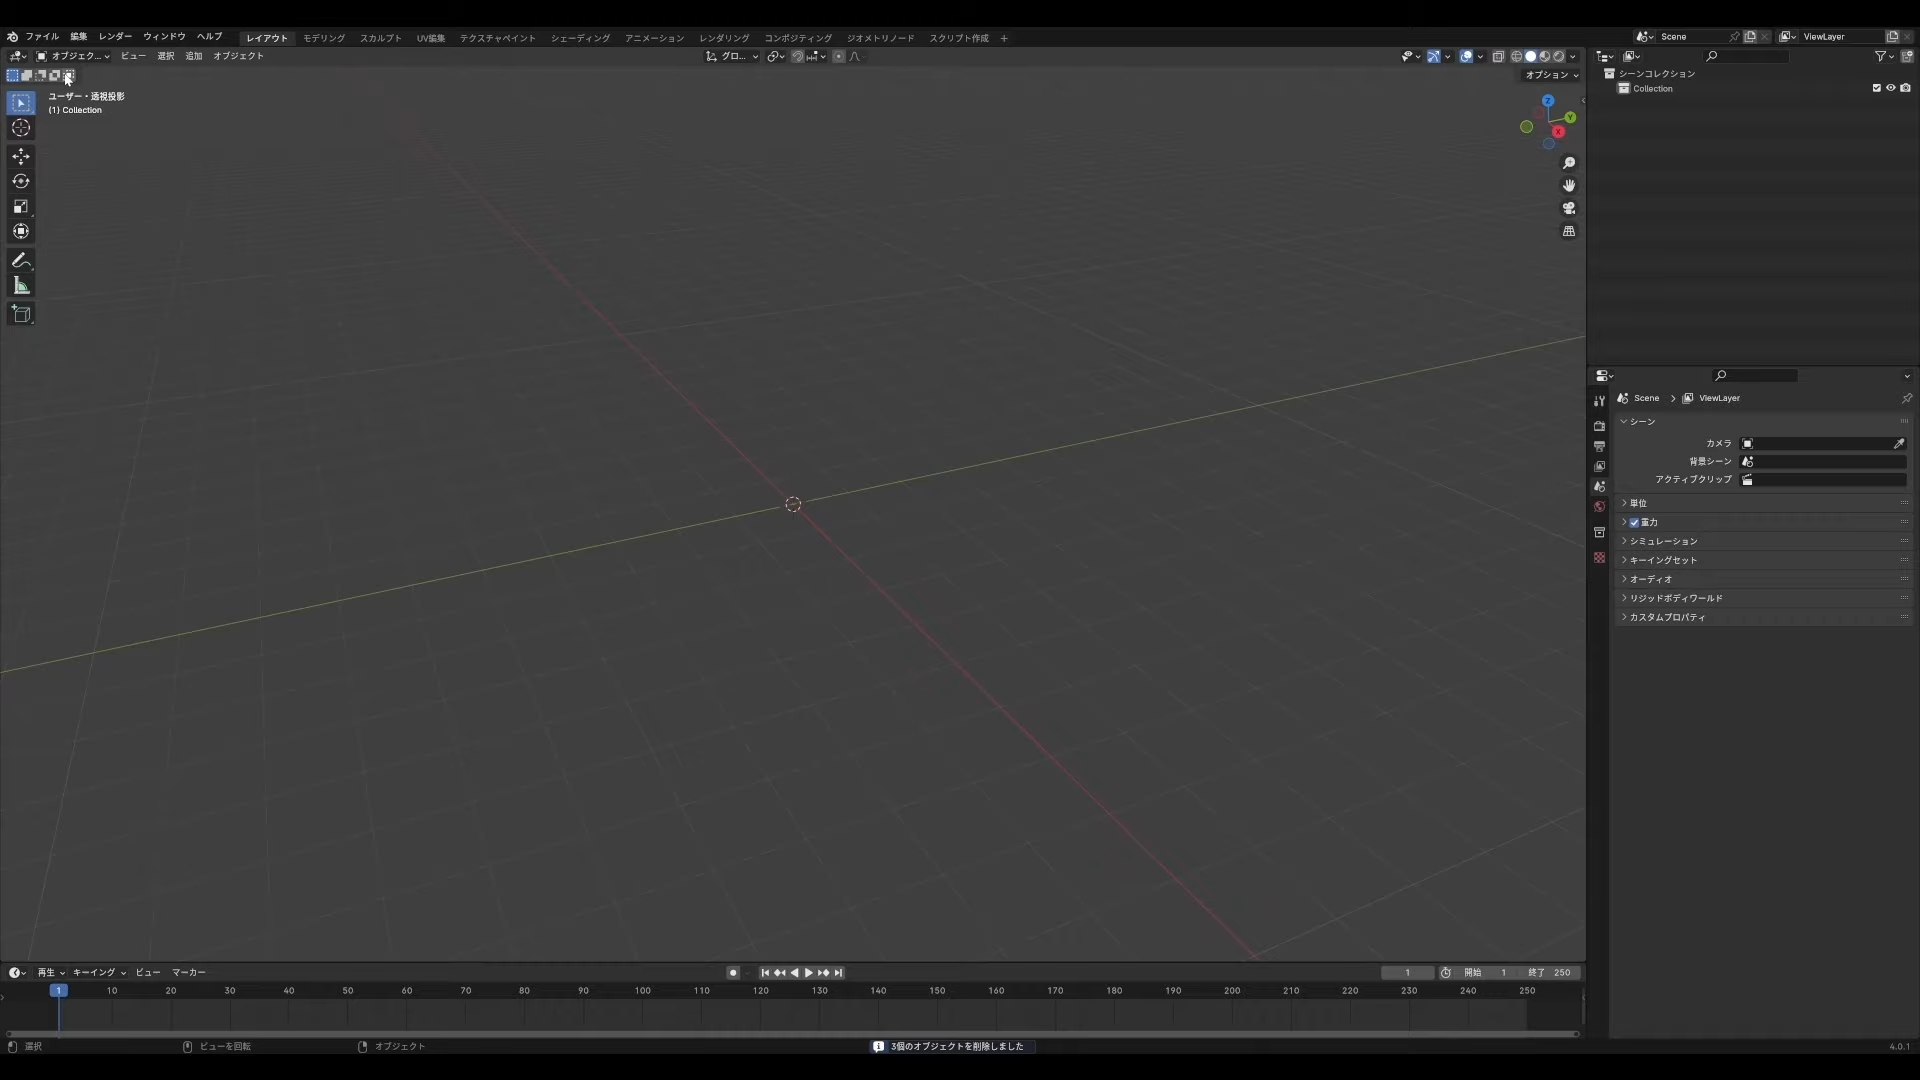 ファイル 編集 レンダー ウィンドウ ヘルプ レイアウト モデリング スカルプト UV編集 テクスチャペイント シェーディング アニメーション レンダリング コンポジティング ジオメトリノード スクリプト作成 + Scene ViewLayer
オブジェク... ビュー 選択 追加 オブジェクト グロ...
オプション
ユーザー・透視投影
(1) Collection
Z
Y
X
シーンコレクション
Collection
Scene > ViewLayer
シーン
カメラ
背景シーン
アクティブクリップ
単位
重力
シミュレーション
キーイングセット
オーディオ
リジッドボディワールド
カスタムプロパティ
再生 キーイング ビュー マーカー 1 開始 1 終了 250
1 10 20 30 40 50 60 70 80 90 100 110 120 130 140 150 160 170 180 190 200 210 220 230 240 250
選択 ビューを回転 オブジェクト 3個のオブジェクトを削除しました 4.0.1